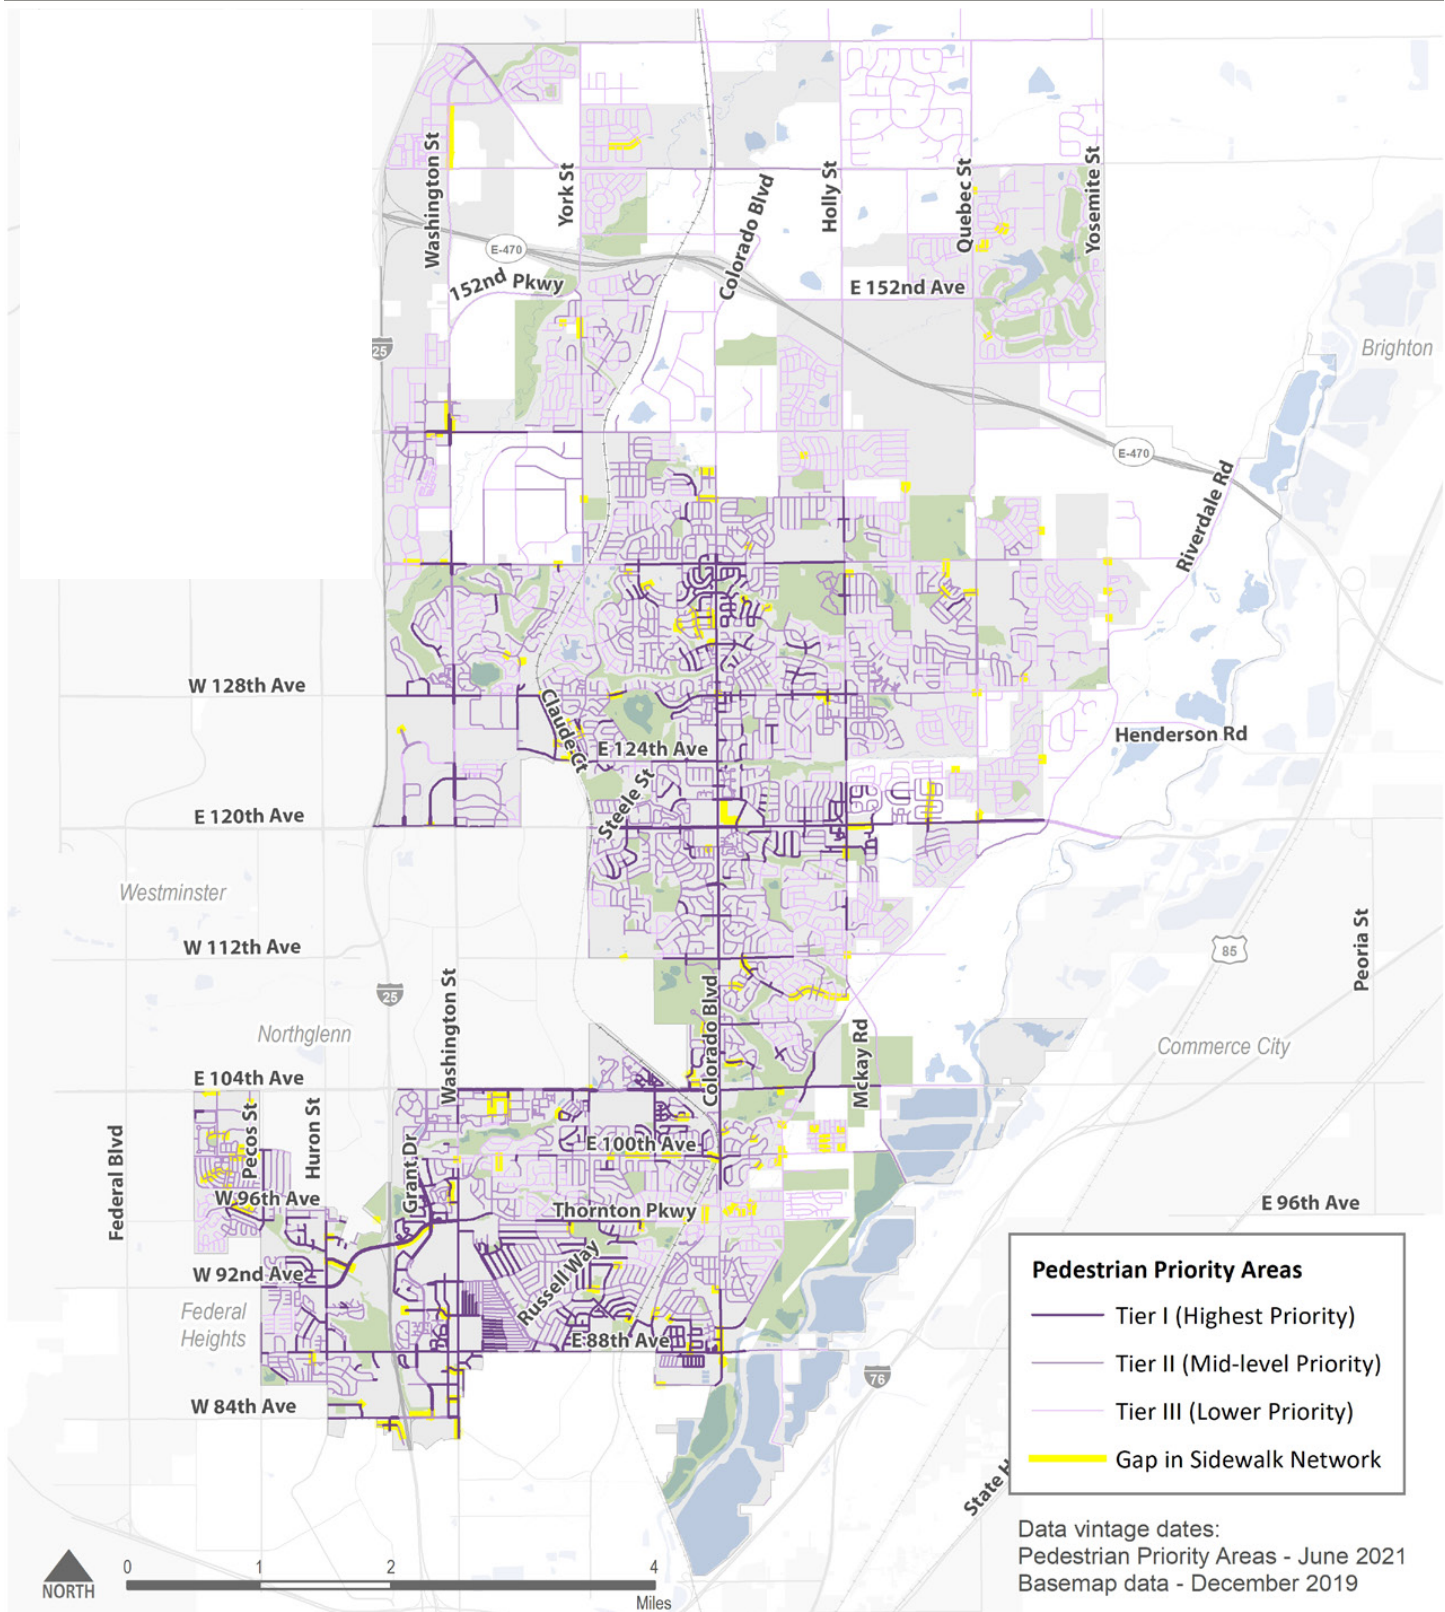 Washington St
York St
Colorado Blvd
Holly St
Quebec St
Yosemite St
E-470
152nd Pkwy
E 152nd Ave
25
Brighton
E-470
Riverdale Rd
W 128th Ave
Claude Ct
E 124th Ave
Henderson Rd
E 120th Ave
Steele St
Westminster
W 112th Ave
Peoria St
85
25
Washington St
Colorado Blvd
Northglenn
Mckay Rd
Commerce City
E 104th Ave
Federal Blvd
Pecos St
Huron St
Grant Dr
E 100th Ave
W 96th Ave
Thornton Pkwy
E 96th Ave
W 92nd Ave
Russell Way
Federal
Heights
E 88th Ave
76
W 84th Ave
State H
Pedestrian Priority Areas
Tier I (Highest Priority)
Tier II (Mid-level Priority)
Tier III (Lower Priority)
Gap in Sidewalk Network
Data vintage dates:
Pedestrian Priority Areas - June 2021
Basemap data - December 2019
NORTH
0 1 2 4
Miles